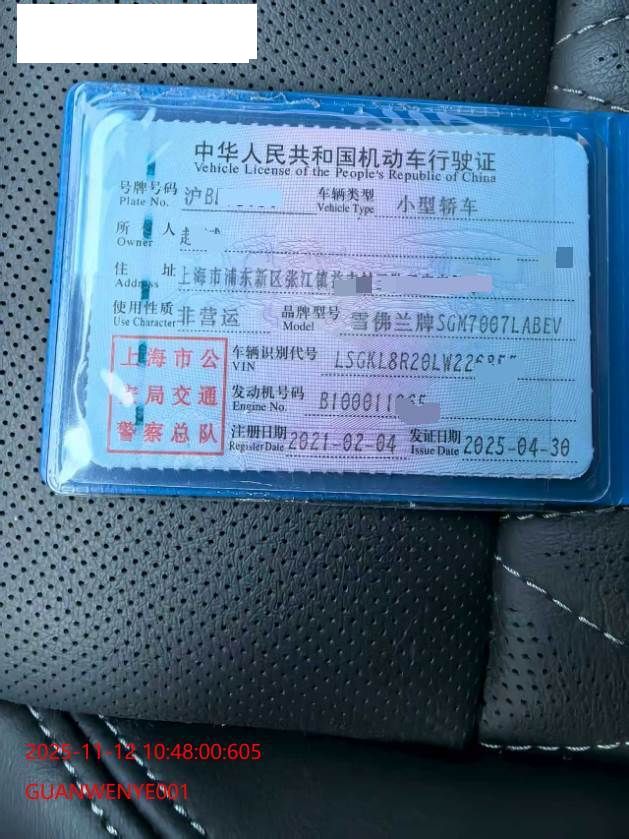 中华人民共和国机动车行驶证
Vehicle License of the People's Republic of China
号牌号码 沪B 车辆类型 小型轿车
Plate No. Vehicle Type
所有人
Owner
住址 上海市浦东新区张江镇
Address
使用性质 非营运 品牌型号 雪佛兰牌SGM7007LABEV
Use Character Model
上海市公 车辆识别代号 LSGKL8R20LW22
VIN
安局交通 发动机号码 B100011
Engine No.
警察总队 注册日期 2021-02-04 发证日期 2025-04-30
Register Date Issue Date
2025-11-12 10:48:00:605
GUANWENYE001